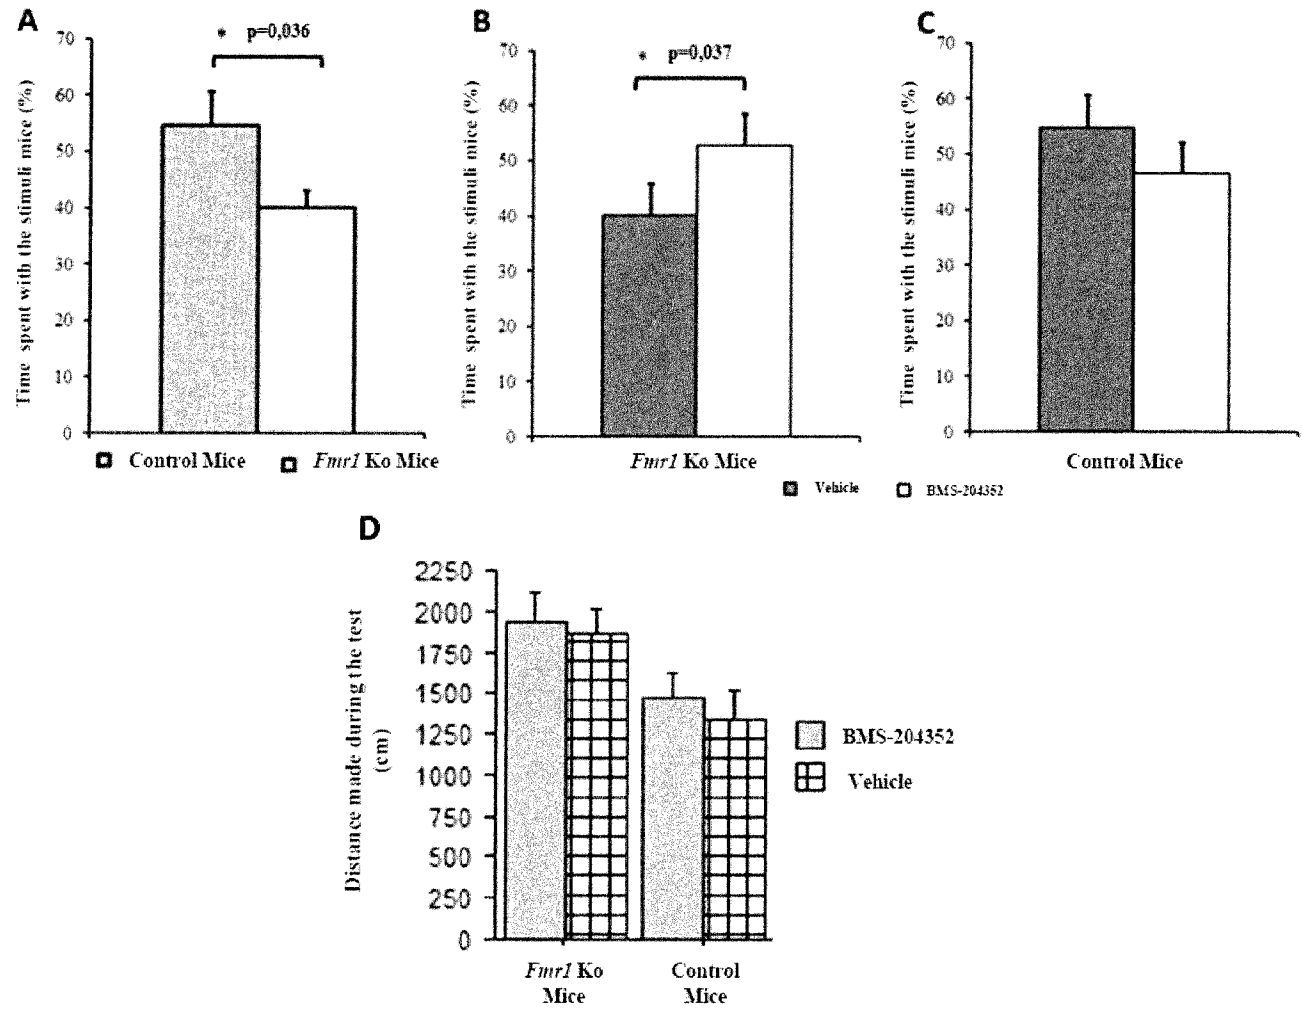 A
* p=0,036
Time spent with the stimuli mice (%)
70
60
50
40
30
20
10
0
Control Mice
Fmr1 Ko Mice
B
* p=0,037
Time spent with the stimuli mice (%)
70
60
50
40
30
20
10
0
Fmr1 Ko Mice
C
Time spent with the stimuli mice (%)
70
60
50
40
30
20
10
0
Control Mice
Vehicle
BMS-204352
D
Distance made during the test
(cm)
2250
2000
1750
1500
1250
1000
750
500
250
0
Fmr1 Ko
Mice
Control
Mice
BMS-204352
Vehicle